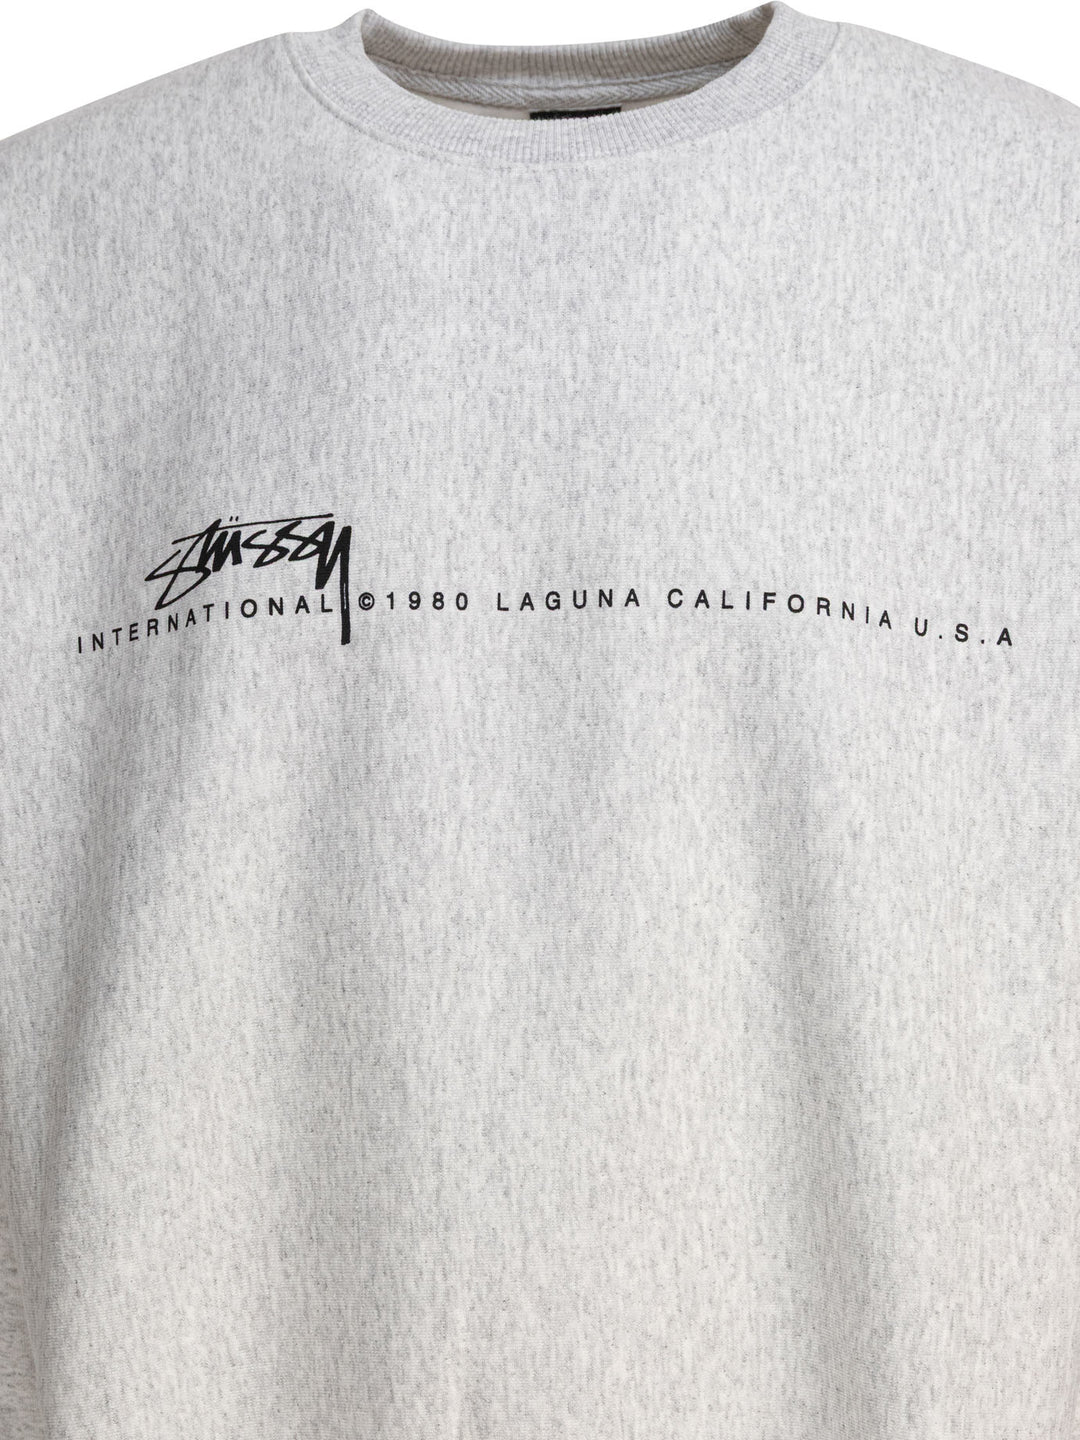 Stüssy
INTERNATIONAL ©1980 LAGUNA CALIFORNIA U.S.A